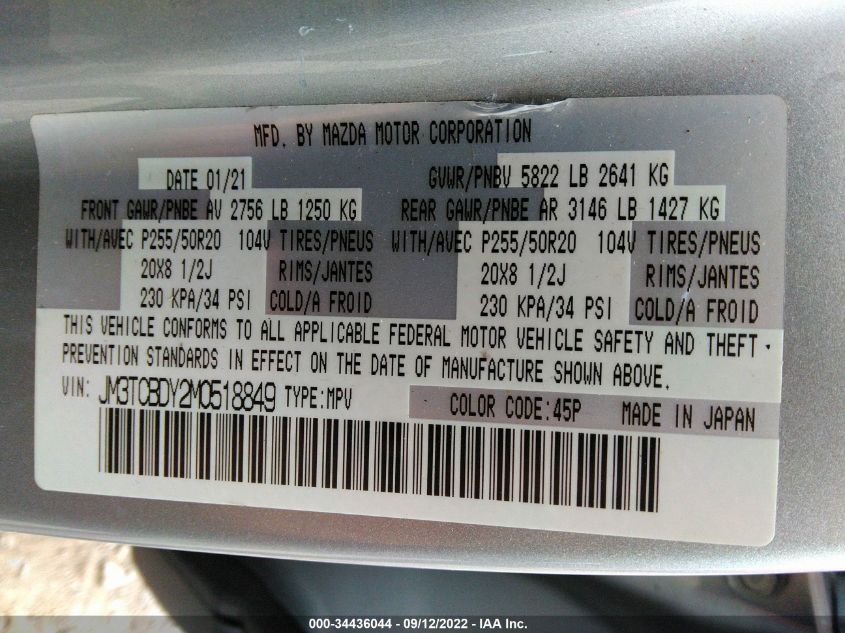 MFD. BY MAZDA MOTOR CORPORATION
DATE 01/21 GVWR/PNBV 5822 LB 2641 KG
FRONT GAWR/PNBE AV 2756 LB 1250 KG REAR GAWR/PNBE AR 3146 LB 1427 KG
WITH/AVEC P255/50R20 104V TIRES/PNEUS WITH/AVEC P255/50R20 104V TIRES/PNEUS
20X8 1/2J RIMS/JANTES 20X8 1/2J RIMS/JANTES
230 KPA/34 PSI COLD/A FROID 230 KPA/34 PSI COLD/A FROID
THIS VEHICLE CONFORMS TO ALL APPLICABLE FEDERAL MOTOR VEHICLE SAFETY AND THEFT
PREVENTION STANDARDS IN EFFECT ON THE DATE OF MANUFACTURE SHOWN ABOVE.
VIN: JM3TCBDY2M0518849 TYPE:MPV COLOR CODE:45P MADE IN JAPAN
000-34436044 - 09/12/2022 - IAA Inc.